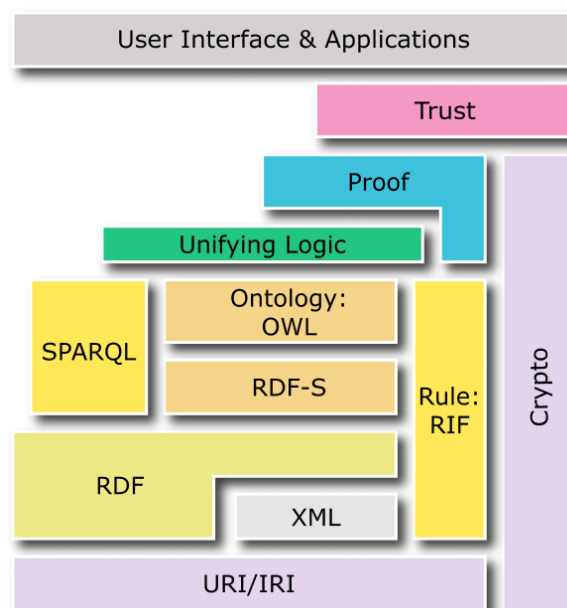 User Interface & Applications
Trust
Proof
Unifying Logic
Ontology:
OWL
SPARQL
RDF-S
Rule:
RIF
Crypto
RDF
XML
URI/IRI